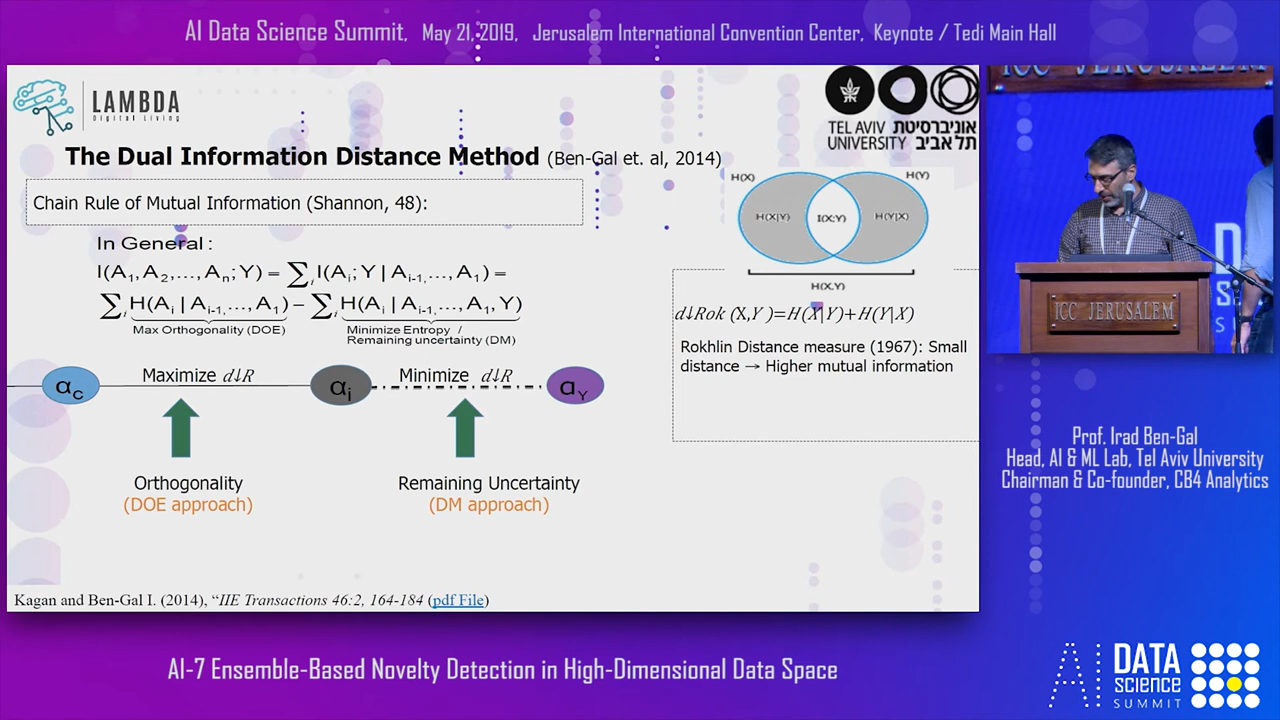 AI Data Science Summit, May 21, 2019, Jerusalem International Convention Center, Keynote / Tedi Main Hall
LAMBDA
Digital Living
TEL AVIV UNIVERSITY
אוניברסיטת תל אביב
The Dual Information Distance Method (Ben-Gal et. al, 2014)
Chain Rule of Mutual Information (Shannon, 48):
In General :
I(A₁,A₂,...,Aₙ;Y) = ∑ᵢ I(Aᵢ;Y | Aᵢ₋₁,...,A₁) =
∑ᵢ H(Aᵢ | Aᵢ₋₁,...,A₁) − ∑ᵢ H(Aᵢ | Aᵢ₋₁,...,A₁,Y)
Max Orthogonality (DOE)
Minimize Entropy /
Remaining uncertainty (DM)
H(X)
H(Y)
H(X|Y)
I(X;Y)
H(Y|X)
H(X,Y)
d↓Rok (X,Y)=H(X|Y)+H(Y|X)
Rokhlin Distance measure (1967): Small
distance → Higher mutual information
α_C
Maximize d↓R
α_i
Minimize d↓R
α_Y
Orthogonality
(DOE approach)
Remaining Uncertainty
(DM approach)
Kagan and Ben-Gal I. (2014), “IIE Transactions 46:2, 164-184 (pdf File)
ICC JERUSALEM
ICC JERUSALEM
Prof. Irad Ben-Gal
Head, AI & ML Lab, Tel Aviv University
Chairman & Co-founder, CB4 Analytics
AI-7 Ensemble-Based Novelty Detection in High-Dimensional Data Space
AI DATA
SCIENCE
SUMMIT